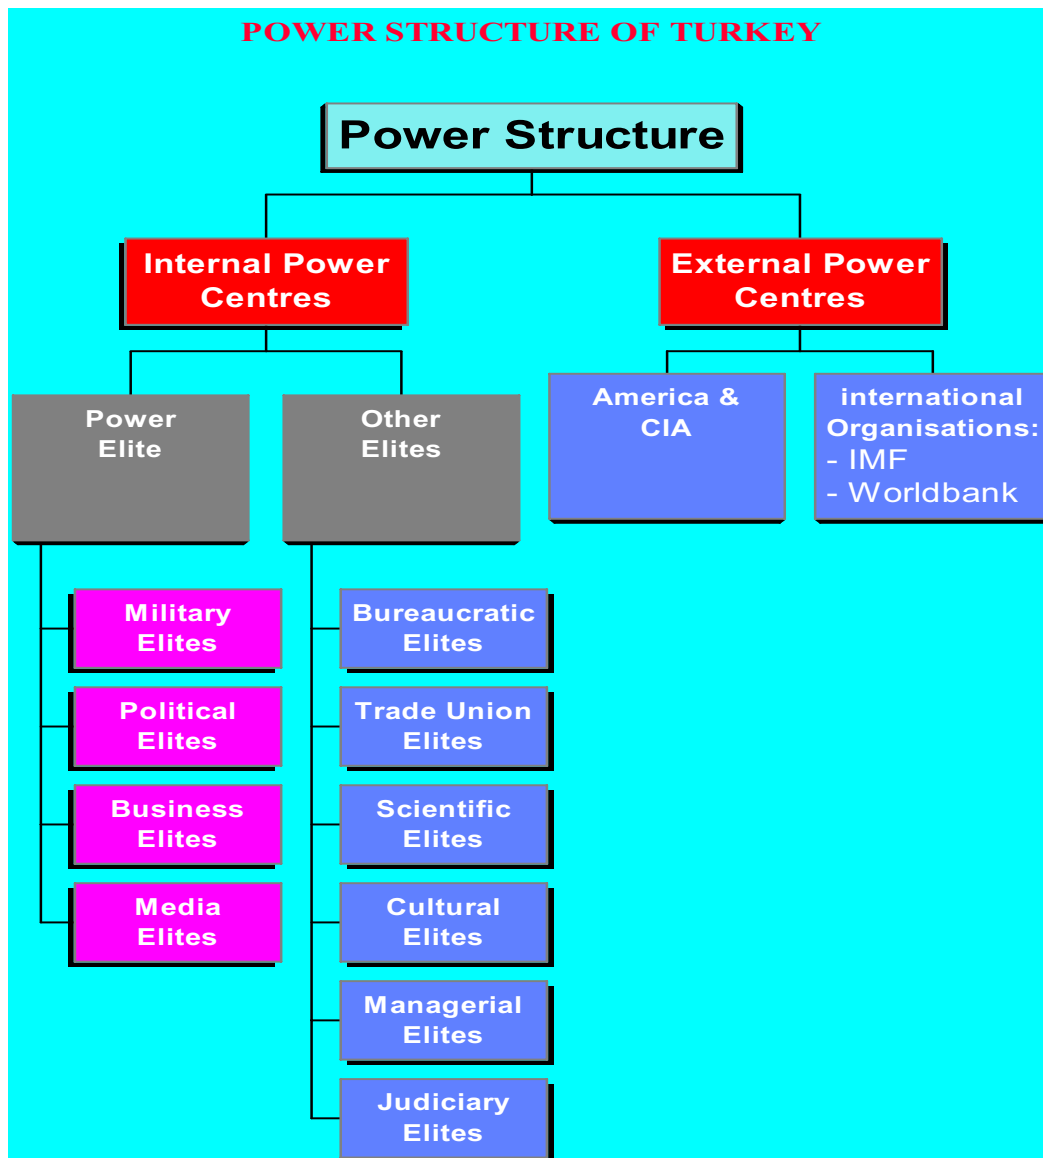 POWER STRUCTURE OF TURKEY
Power Structure
Internal Power
Centres
External Power
Centres
Power
Elite
Other
Elites
America &
CIA
international
Organisations:
- IMF
- Worldbank
Military
Elites
Political
Elites
Business
Elites
Media
Elites
Bureaucratic
Elites
Trade Union
Elites
Scientific
Elites
Cultural
Elites
Managerial
Elites
Judiciary
Elites